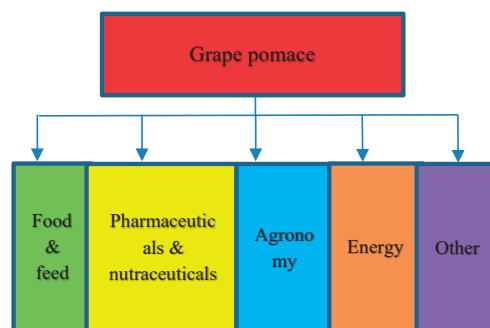 Grape pomace
Food
& 
feed
Pharmaceutic
als &
nutraceuticals
Agrono
my
Energy
Other